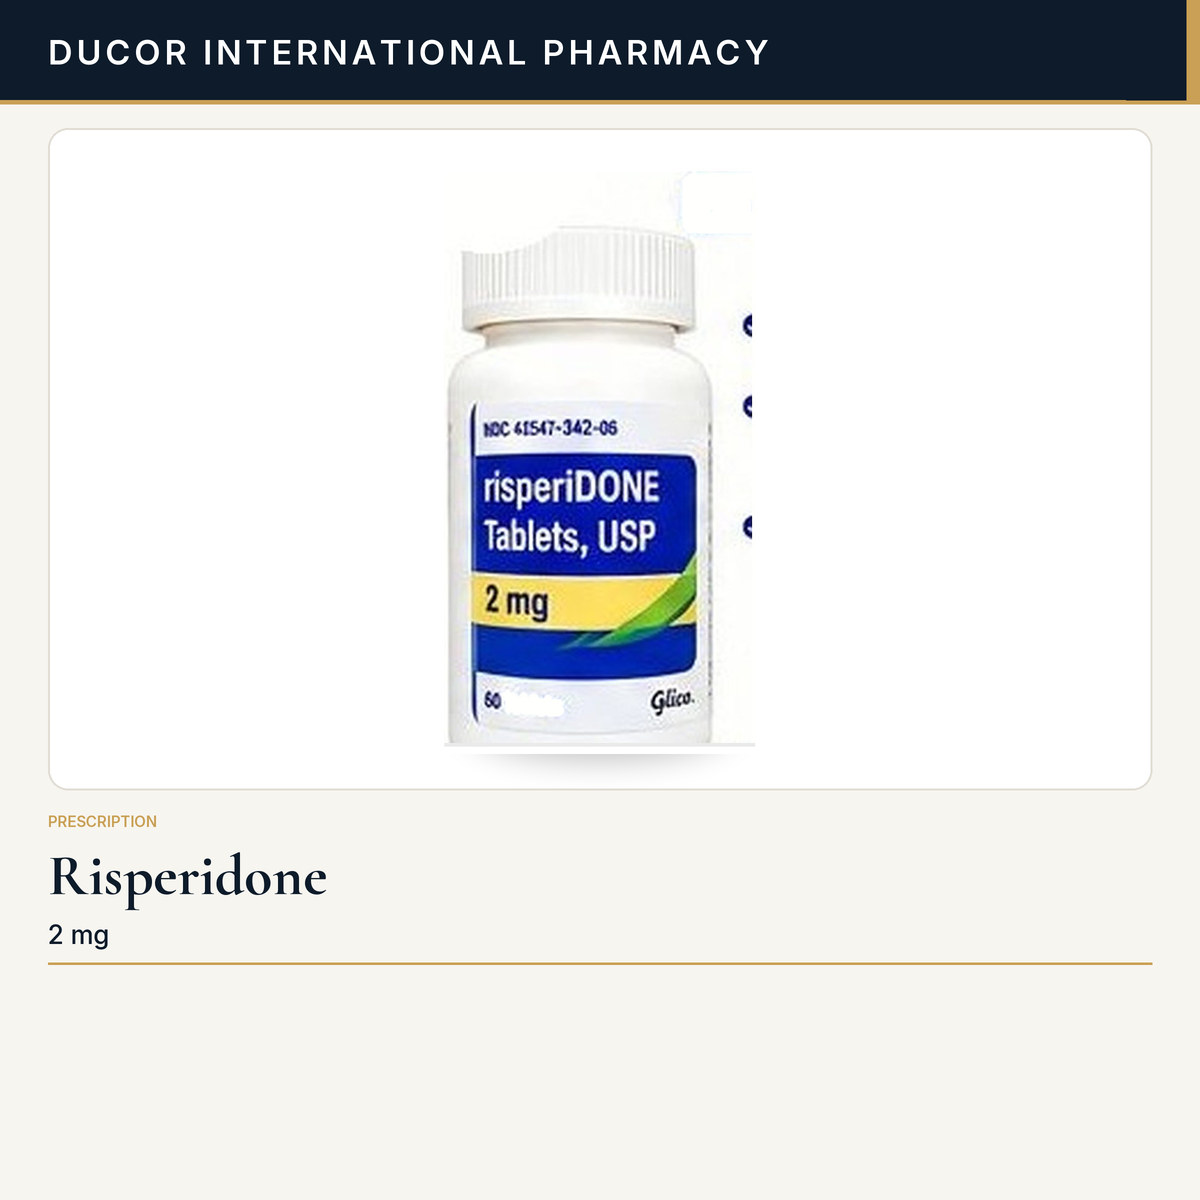 DUCOR INTERNATIONAL PHARMACY
NDC 41547-342-06
risperiDONE
Tablets, USP
2 mg
60
Glico.
PRESCRIPTION
Risperidone
2 mg